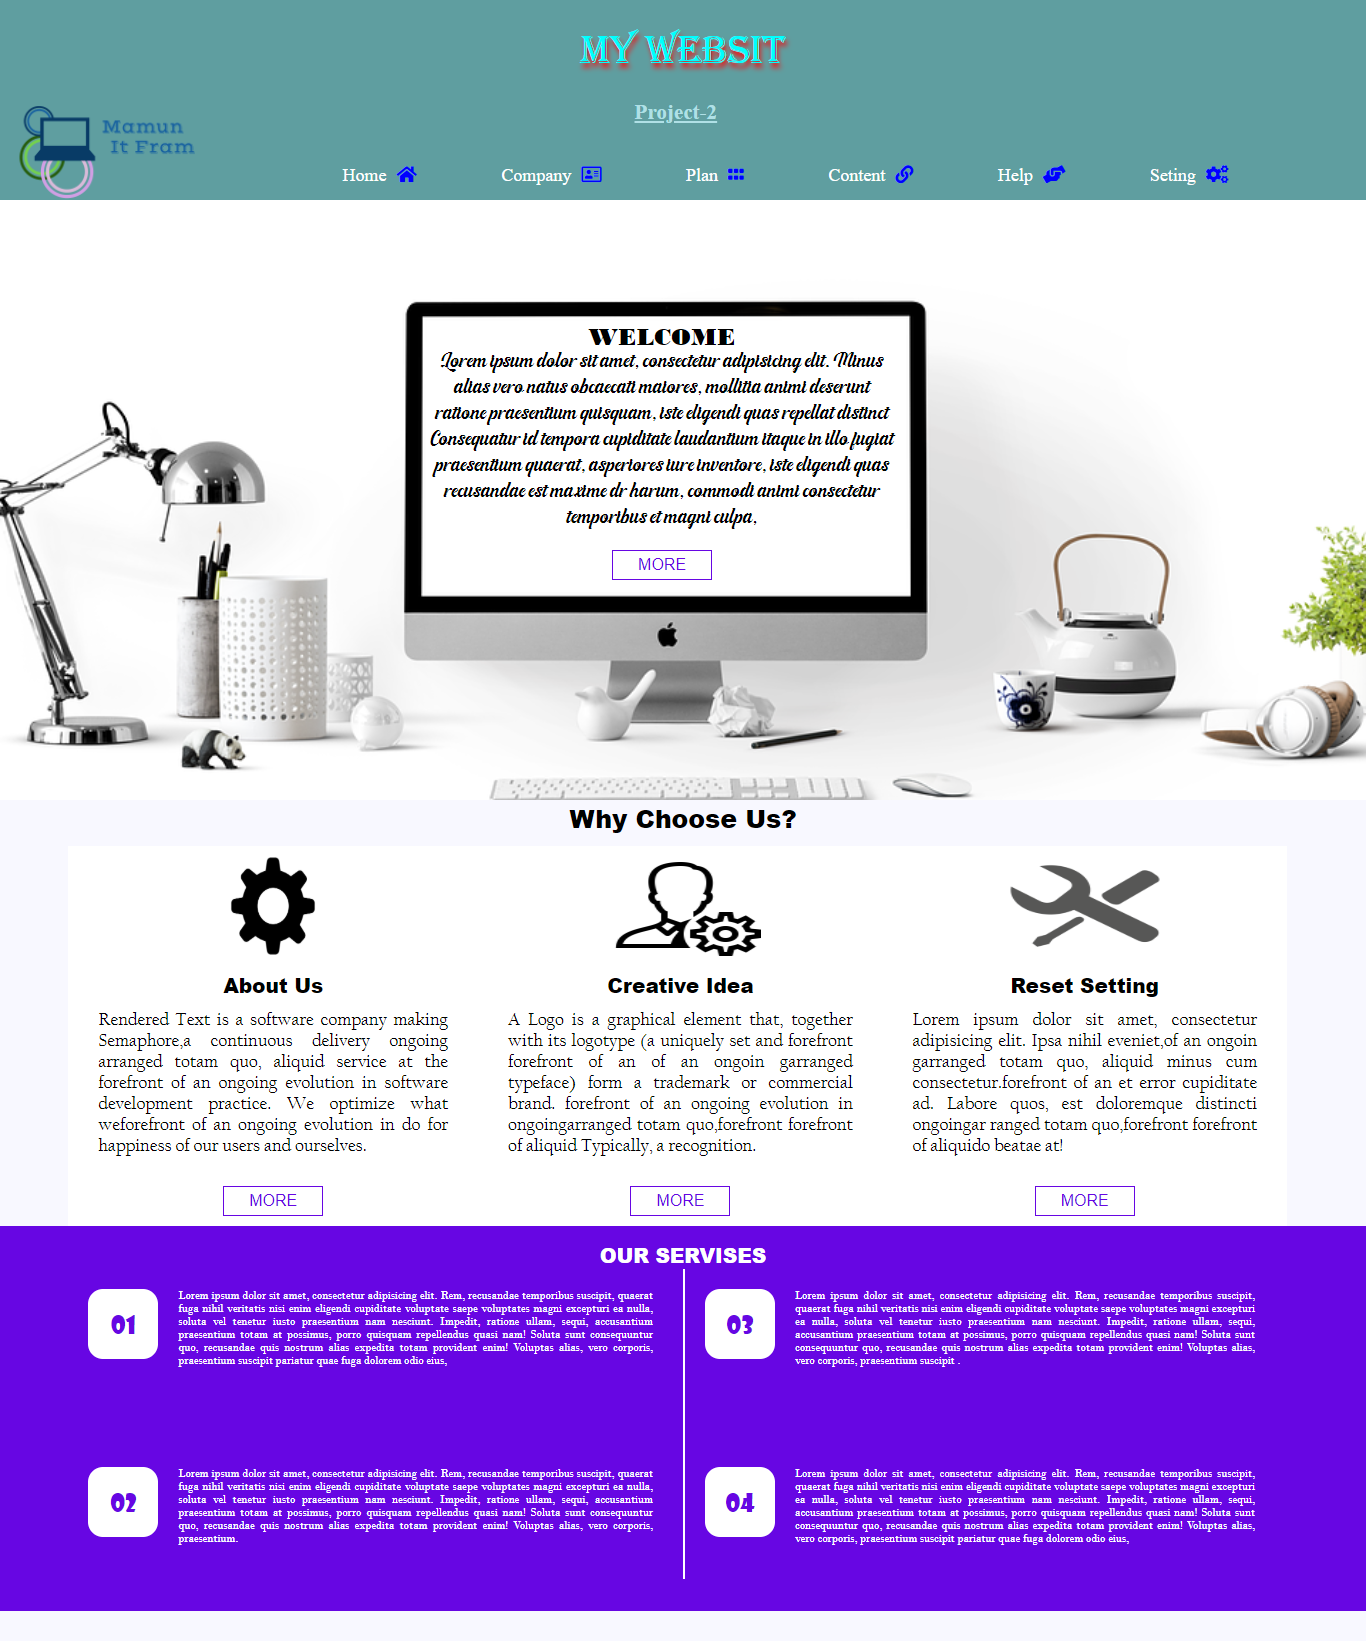 MY WEBSIT
Project-2
Mamun
It Fram
Home
Company
Plan
Content
Help
Seting
WELCOME
Lorem ipsum dolor sit amet, consectetur adipisicing elit. Minus
alias vero natus obcaecati maiores, mollitia animi deserunt
ratione praesentium quisquam, iste eligendi quas repellat distinct
Consequatur id tempora cupiditate laudantium itaque in illo fugiat
praesentium quaerat, asperiores iure inventore, iste eligendi quas
recusandae est maxime dr harum, commodi animi consectetur
temporibus et magni culpa,
MORE
Why Choose Us?
About Us
Rendered Text is a software company making
Semaphore,a continuous delivery ongoing
arranged totam quo, aliquid service at the
forefront of an ongoing evolution in software
development practice. We optimize what
weforefront of an ongoing evolution in do for
happiness of our users and ourselves.
MORE
Creative Idea
A Logo is a graphical element that, together
with its logotype (a uniquely set and forefront
forefront of an of an ongoin garranged
typeface) form a trademark or commercial
brand. forefront of an ongoing evolution in
ongoingarranged totam quo,forefront forefront
of aliquid Typically, a recognition.
MORE
Reset Setting
Lorem ipsum dolor sit amet, consectetur
adipisicing elit. Ipsa nihil eveniet,of an ongoin
garranged totam quo, aliquid minus cum
consectetur.forefront of an et error cupiditate
ad. Labore quos, est doloremque distincti
ongoingar ranged totam quo,forefront forefront
of aliquido beatae at!
MORE
OUR SERVISES
01
Lorem ipsum dolor sit amet, consectetur adipisicing elit. Rem, recusandae temporibus suscipit, quaerat
fuga nihil veritatis nisi enim eligendi cupiditate voluptate saepe voluptates magni excepturi ea nulla,
soluta vel tenetur iusto praesentium nam nesciunt. Impedit, ratione ullam, sequi, accusantium
praesentium totam at possimus, porro quisquam repellendus quasi nam! Soluta sunt consequuntur
quo, recusandae quis nostrum alias expedita totam provident enim! Voluptas alias, vero corporis,
praesentium suscipit pariatur quae fuga dolorem odio eius,
02
Lorem ipsum dolor sit amet, consectetur adipisicing elit. Rem, recusandae temporibus suscipit, quaerat
fuga nihil veritatis nisi enim eligendi cupiditate voluptate saepe voluptates magni excepturi ea nulla,
soluta vel tenetur iusto praesentium nam nesciunt. Impedit, ratione ullam, sequi, accusantium
praesentium totam at possimus, porro quisquam repellendus quasi nam! Soluta sunt consequuntur
quo, recusandae quis nostrum alias expedita totam provident enim! Voluptas alias, vero corporis,
praesentium.
03
Lorem ipsum dolor sit amet, consectetur adipisicing elit. Rem, recusandae temporibus suscipit,
quaerat fuga nihil veritatis nisi enim eligendi cupiditate voluptate saepe voluptates magni excepturi
ea nulla, soluta vel tenetur iusto praesentium nam nesciunt. Impedit, ratione ullam, sequi,
accusantium praesentium totam at possimus, porro quisquam repellendus quasi nam! Soluta sunt
consequuntur quo, recusandae quis nostrum alias expedita totam provident enim! Voluptas alias,
vero corporis, praesentium suscipit .
04
Lorem ipsum dolor sit amet, consectetur adipisicing elit. Rem, recusandae temporibus suscipit,
quaerat fuga nihil veritatis nisi enim eligendi cupiditate voluptate saepe voluptates magni excepturi
ea nulla, soluta vel tenetur iusto praesentium nam nesciunt. Impedit, ratione ullam, sequi,
accusantium praesentium totam at possimus, porro quisquam repellendus quasi nam! Soluta sunt
consequuntur quo, recusandae quis nostrum alias expedita totam provident enim! Voluptas alias,
vero corporis, praesentium suscipit pariatur quae fuga dolorem odio eius,